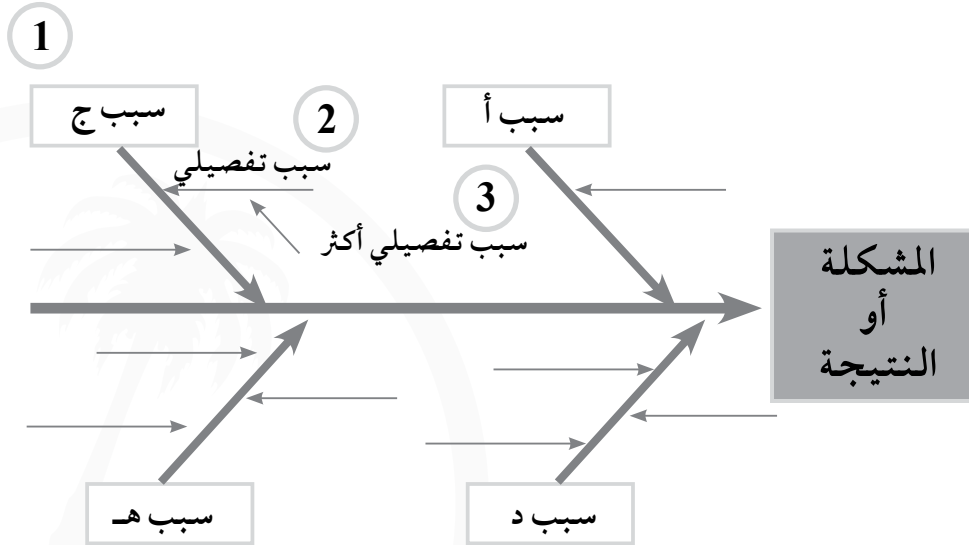 1
سبب أ
سبب ج
2
سبب تفصيلي
3
سبب تفصيلي أكثر
المشكلة
أو
النتيجة
سبب د
سبب هـ